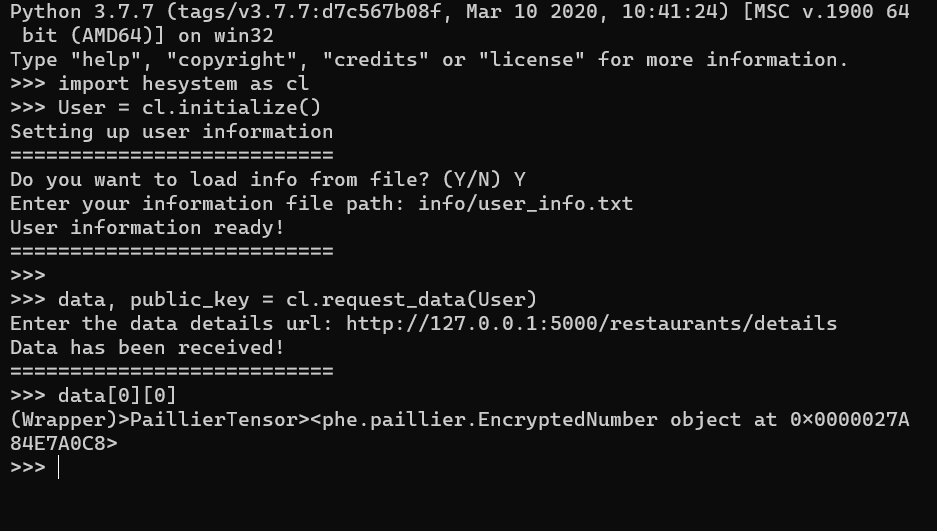 Python 3.7.7 (tags/v3.7.7:d7c567b08f, Mar 10 2020, 10:41:24) [MSC v.1900 64
 bit (AMD64)] on win32
Type "help", "copyright", "credits" or "license" for more information.
>>> import hesystem as cl
>>> User = cl.initialize()
Setting up user information
===========================
Do you want to load info from file? (Y/N) Y
Enter your information file path: info/user_info.txt
User information ready!
===========================
>>>
>>> data, public_key = cl.request_data(User)
Enter the data details url: http://127.0.0.1:5000/restaurants/details
Data has been received!
===========================
>>> data[0][0]
(Wrapper)>PaillierTensor><phe.paillier.EncryptedNumber object at 0x0000027A
84E7A0C8>
>>>